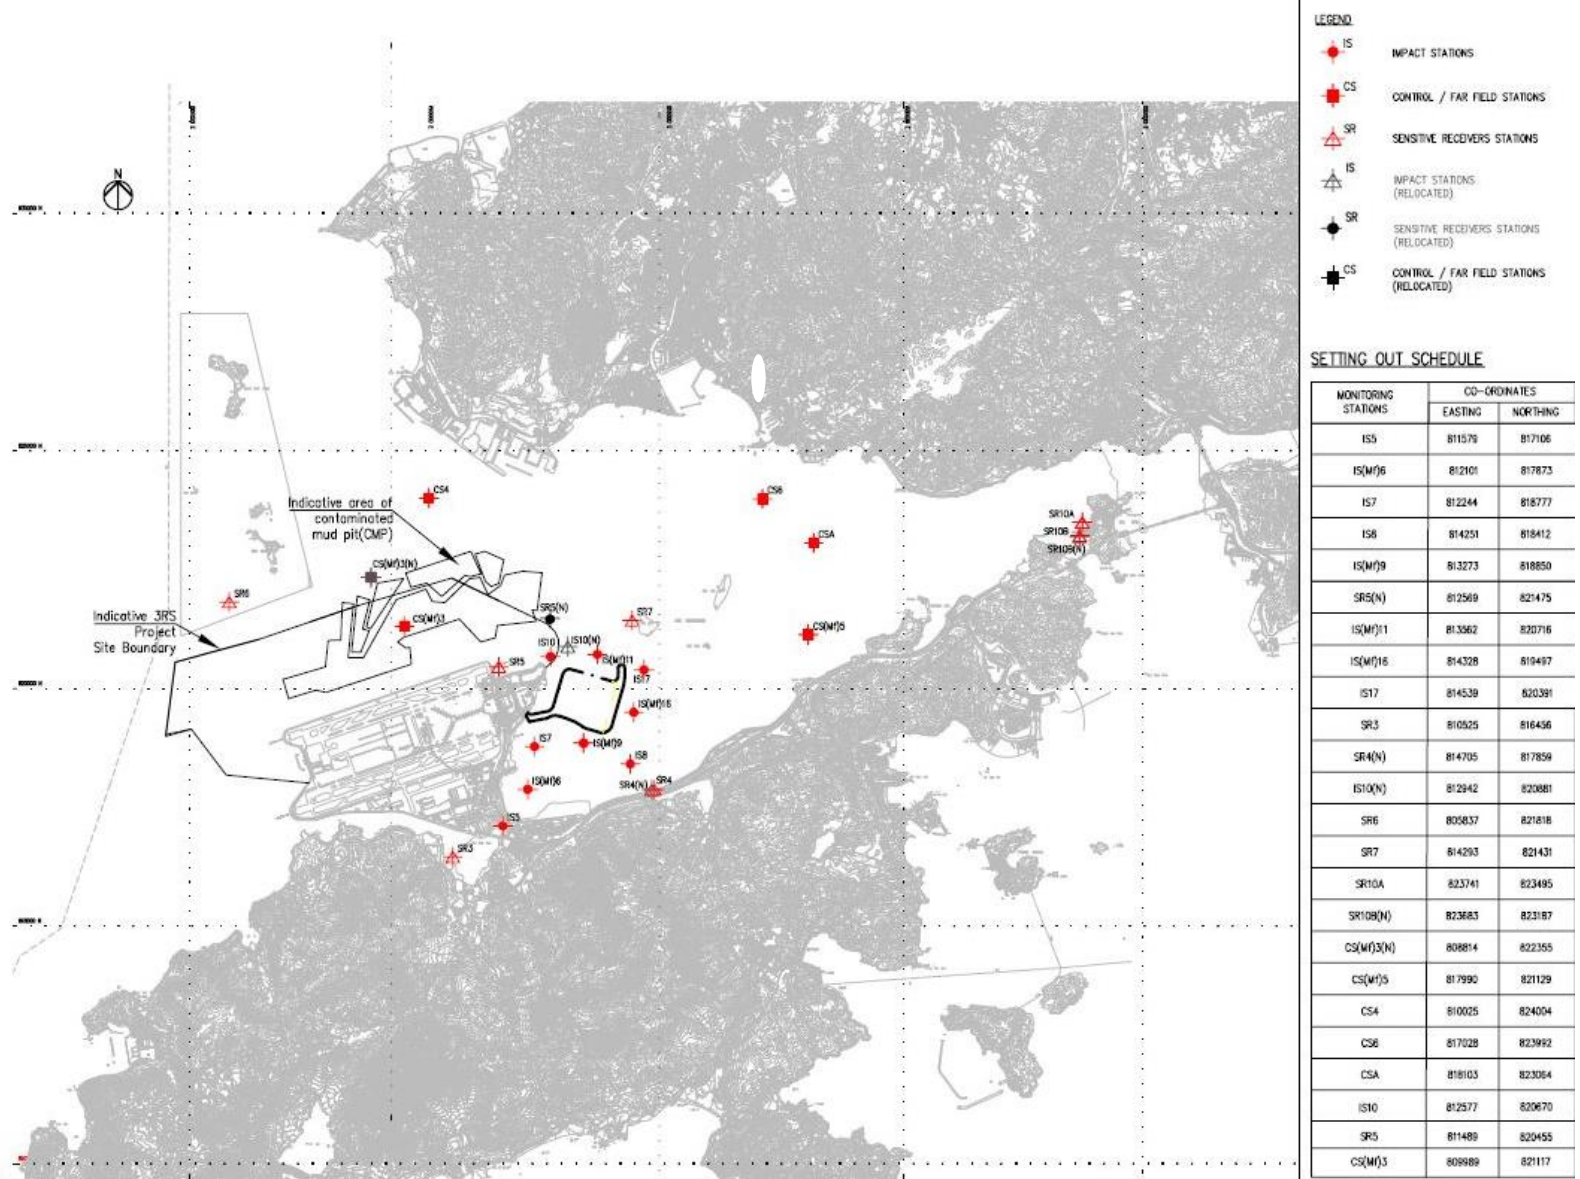 N
Indicative area of
contaminated
mud pit(CMP)
Indicative 3RS
Project
Site Boundary
CS4
CS6
CSA
SR10A
SR10B
SR10B(N)
CS(Mf)3(N)
SR6
CS(Mf)3
SR5(N)
SR7
CS(Mf)5
IS10
IS10(N)
IS(Mf)11
SR5
IS17
IS(Mf)16
IS7
IS(Mf)9
IS8
IS(Mf)6
SR4(N)
SR4
IS5
SR3
LEGEND
IS
IMPACT STATIONS
CS
CONTROL / FAR FIELD STATIONS
SR
SENSITIVE RECEIVERS STATIONS
IS
IMPACT STATIONS
(RELOCATED)
SR
SENSITIVE RECEIVERS STATIONS
(RELOCATED)
CS
CONTROL / FAR FIELD STATIONS
(RELOCATED)
SETTING OUT SCHEDULE
MONITORING STATIONS CO-ORDINATES
EASTING NORTHING
IS5 811579 817106
IS(Mf)6 812101 817873
IS7 812244 818777
IS8 814251 818412
IS(Mf)9 813273 818850
SR5(N) 812569 821475
IS(Mf)11 813562 820716
IS(Mf)16 814328 819497
IS17 814539 820391
SR3 810525 816456
SR4(N) 814705 817859
IS10(N) 812942 820881
SR6 805837 821818
SR7 814293 821431
SR10A 823741 823495
SR10B(N) 823683 823187
CS(Mf)3(N) 808814 822355
CS(Mf)5 817990 821129
CS4 810025 824004
CS6 817028 823992
CSA 818103 823064
IS10 812577 820670
SR5 811489 820455
CS(Mf)3 809989 821117